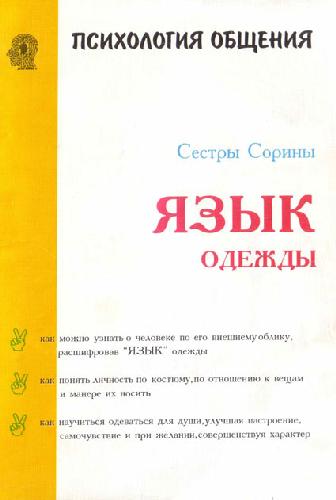 ПСИХОЛОГИЯ ОБЩЕНИЯ
Сестры Сорины
ЯЗЫК
ОДЕЖДЫ
как можно узнать о человеке по его внешнему облику,
расшифровав "ЯЗЫК" одежды
как понять личность по костюму, по отношению к вещам
и манере их носить
как научиться одеваться для души, улучшая настроение,
самочувствие и при желании, совершенствуя характер